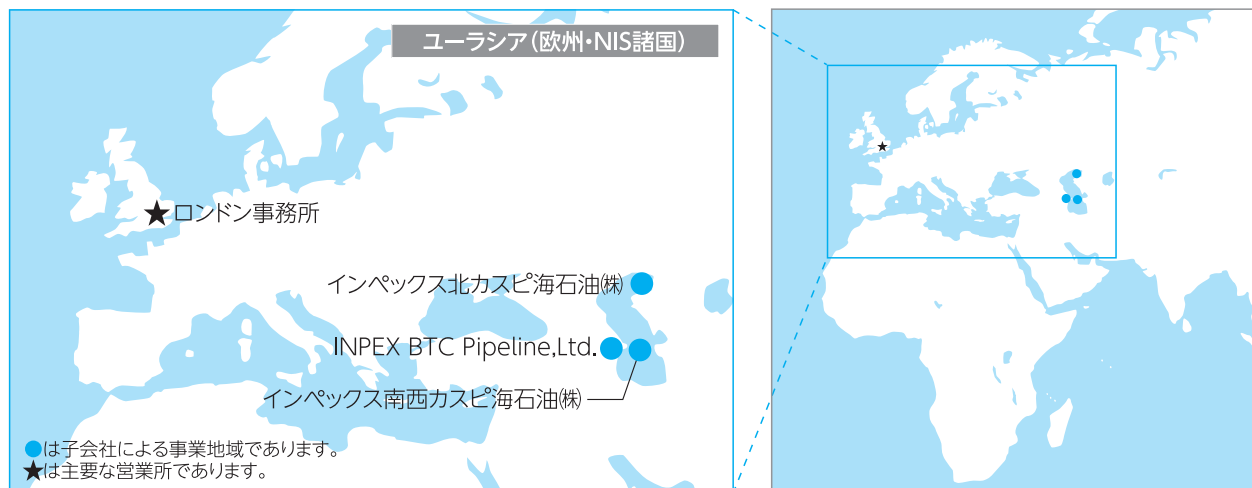 ユーラシア（欧州・NIS諸国）
★ロンドン事務所
インペックス北カスピ海石油㈱
INPEX BTC Pipeline,Ltd.
インペックス南西カスピ海石油㈱
●は子会社による事業地域であります。
★は主要な営業所であります。